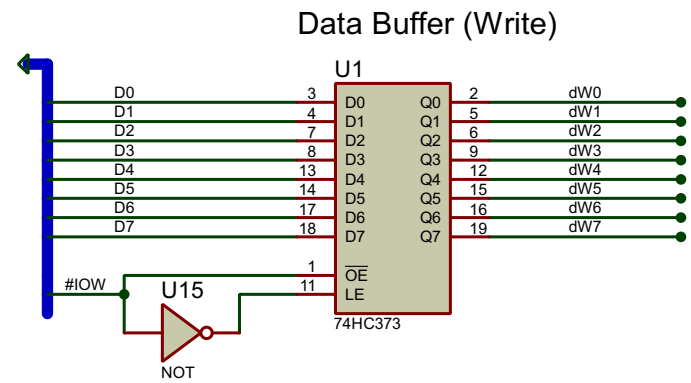 Data Buffer (Write)
U1
D0 3 D0 Q0 2 dW0
D1 4 D1 Q1 5 dW1
D2 7 D2 Q2 6 dW2
D3 8 D3 Q3 9 dW3
D4 13 D4 Q4 12 dW4
D5 14 D5 Q5 15 dW5
D6 17 D6 Q6 16 dW6
D7 18 D7 Q7 19 dW7
1 OE
#IOW U15 11 LE
74HC373
NOT